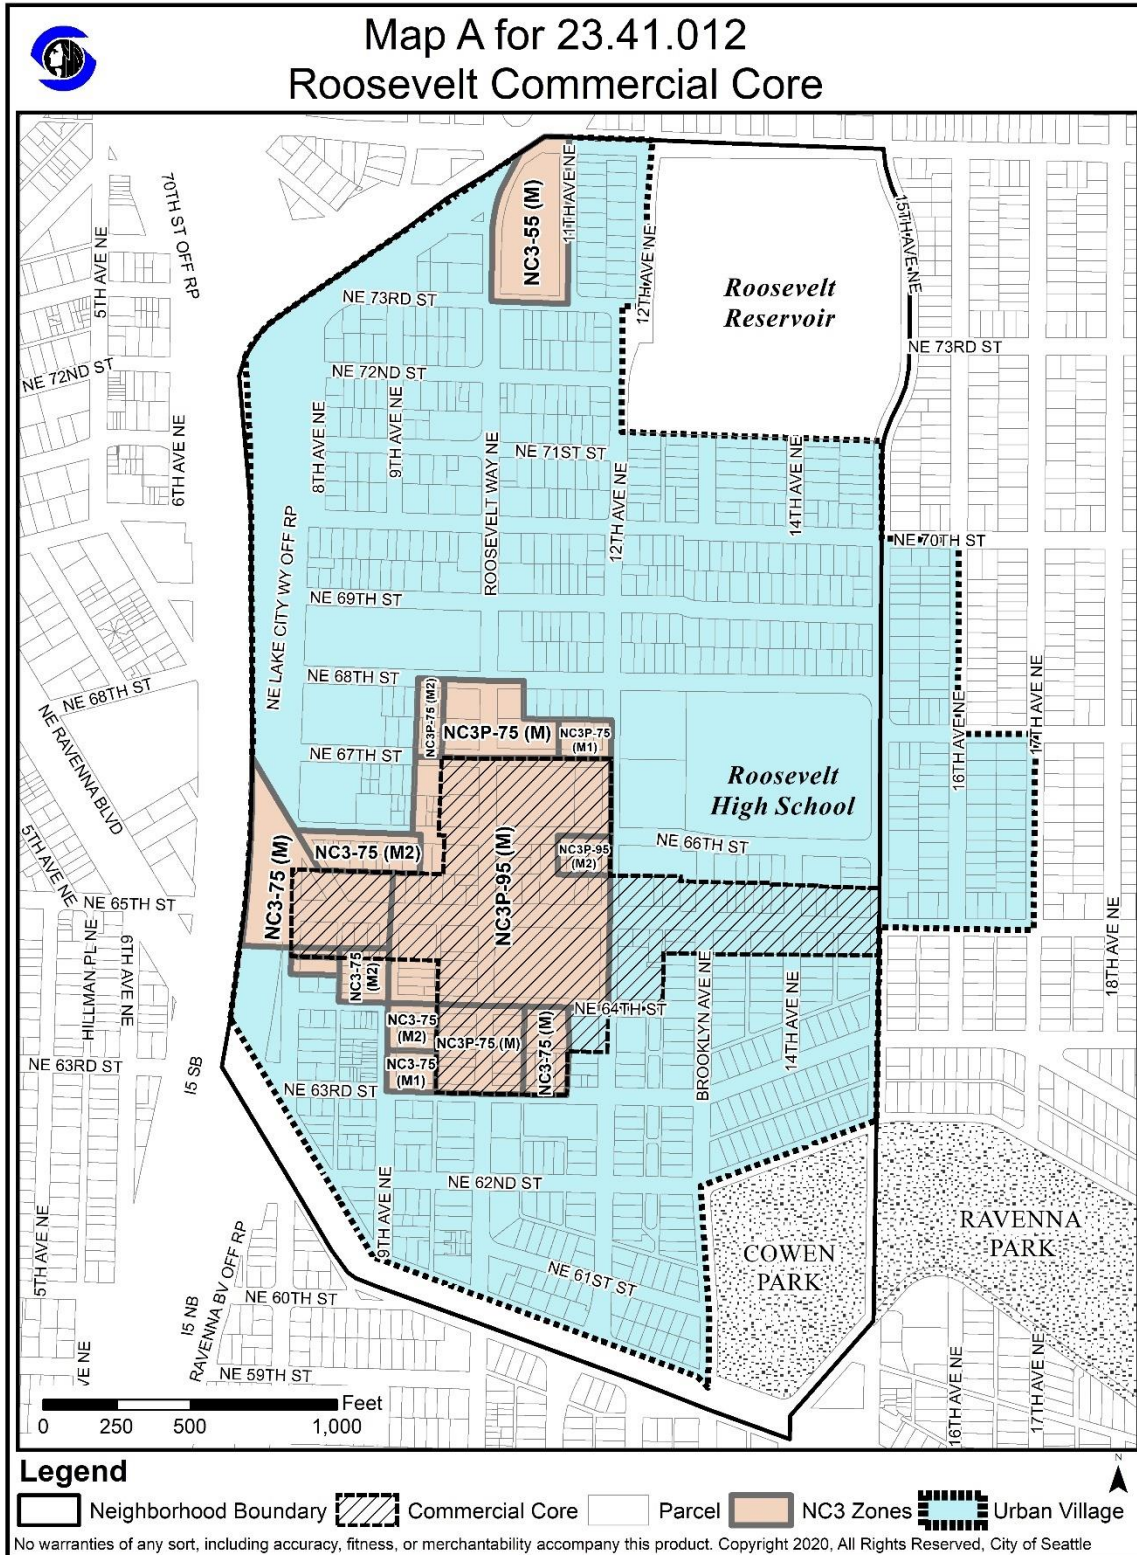 Map A for 23.41.012
Roosevelt Commercial Core
NC3-55 (M)
11TH AVE NE
12TH AVE NE
15TH AVE NE
70TH ST OFF RP
5TH AVE NE
Roosevelt
Reservoir
NE 73RD ST
NE 73RD ST
NE 72ND ST
NE 72ND ST
6TH AVE NE
8TH AVE NE
9TH AVE NE
ROOSEVELT WAY NE
NE 71ST ST
12TH AVE NE
14TH AVE NE
NE 70TH ST
NE LAKE CITY WY OFF RP
NE 69TH ST
NE 68TH ST
NE 68TH ST
NE RAVENNA BLVD
NC3P-75 (M2)
NC3P-75 (M)
NC3P-75
(M1)
16TH AVE NE
17TH AVE NE
NE 67TH ST
Roosevelt
High School
5TH AVE NE
NC3-75 (M)
NC3-75 (M2)
NC3P-95 (M)
NC3P-95
(M2)
NE 66TH ST
NE 65TH ST
HILLMAN PL NE
6TH AVE NE
NC3-75
(M2)
BROOKLYN AVE NE
14TH AVE NE
18TH AVE NE
NE 64TH ST
NC3-75
(M2)
NC3P-75 (M)
NC3-75 (M)
NE 63RD ST
I5 SB
NE 63RD ST
NC3-75
(M1)
9TH AVE NE
NE 62ND ST
5TH AVE NE
RAVENNA
PARK
COWEN
PARK
NE 61ST ST
I5 NB
RAVENNA BV OFF RP
NE 60TH ST
VE NE
NE 59TH ST
16TH AVE NE
17TH AVE NE
Feet
0 250 500 1,000
N
Legend
Neighborhood Boundary Commercial Core Parcel NC3 Zones Urban Village
No warranties of any sort, including accuracy, fitness, or merchantability accompany this product. Copyright 2020, All Rights Reserved, City of Seattle